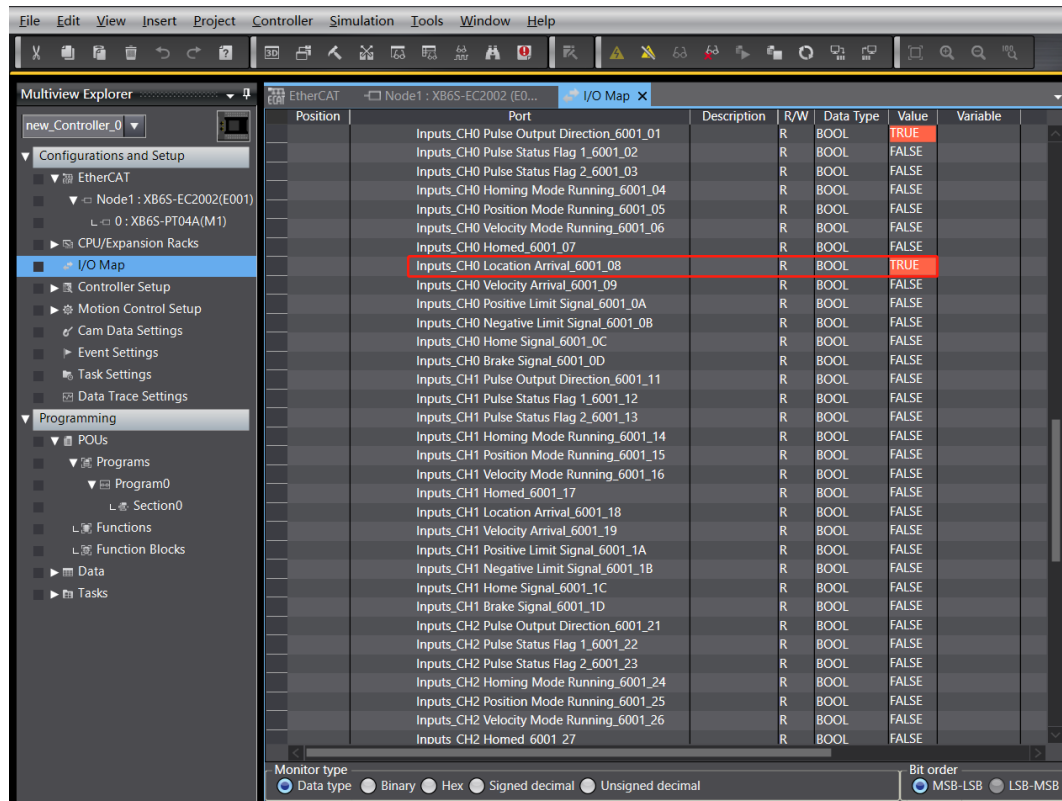 File Edit View Insert Project Controller Simulation Tools Window Help
Multiview Explorer
new_Controller_0
Configurations and Setup
EtherCAT
Node1 : XB6S-EC2002(E001)
0 : XB6S-PT04A(M1)
CPU/Expansion Racks
I/O Map
Controller Setup
Motion Control Setup
Cam Data Settings
Event Settings
Task Settings
Data Trace Settings
Programming
POUs
Programs
Program0
Section0
Functions
Function Blocks
Data
Tasks
EtherCAT Node1 : XB6S-EC2002 (E0... I/O Map
Position Port Description R/W Data Type Value Variable
Inputs_CH0 Pulse Output Direction_6001_01 R BOOL TRUE
Inputs_CH0 Pulse Status Flag 1_6001_02 R BOOL FALSE
Inputs_CH0 Pulse Status Flag 2_6001_03 R BOOL FALSE
Inputs_CH0 Homing Mode Running_6001_04 R BOOL FALSE
Inputs_CH0 Position Mode Running_6001_05 R BOOL FALSE
Inputs_CH0 Velocity Mode Running_6001_06 R BOOL FALSE
Inputs_CH0 Homed_6001_07 R BOOL FALSE
Inputs_CH0 Location Arrival_6001_08 R BOOL TRUE
Inputs_CH0 Velocity Arrival_6001_09 R BOOL FALSE
Inputs_CH0 Positive Limit Signal_6001_0A R BOOL FALSE
Inputs_CH0 Negative Limit Signal_6001_0B R BOOL FALSE
Inputs_CH0 Home Signal_6001_0C R BOOL FALSE
Inputs_CH0 Brake Signal_6001_0D R BOOL FALSE
Inputs_CH1 Pulse Output Direction_6001_11 R BOOL FALSE
Inputs_CH1 Pulse Status Flag 1_6001_12 R BOOL FALSE
Inputs_CH1 Pulse Status Flag 2_6001_13 R BOOL FALSE
Inputs_CH1 Homing Mode Running_6001_14 R BOOL FALSE
Inputs_CH1 Position Mode Running_6001_15 R BOOL FALSE
Inputs_CH1 Velocity Mode Running_6001_16 R BOOL FALSE
Inputs_CH1 Homed_6001_17 R BOOL FALSE
Inputs_CH1 Location Arrival_6001_18 R BOOL FALSE
Inputs_CH1 Velocity Arrival_6001_19 R BOOL FALSE
Inputs_CH1 Positive Limit Signal_6001_1A R BOOL FALSE
Inputs_CH1 Negative Limit Signal_6001_1B R BOOL FALSE
Inputs_CH1 Home Signal_6001_1C R BOOL FALSE
Inputs_CH1 Brake Signal_6001_1D R BOOL FALSE
Inputs_CH2 Pulse Output Direction_6001_21 R BOOL FALSE
Inputs_CH2 Pulse Status Flag 1_6001_22 R BOOL FALSE
Inputs_CH2 Pulse Status Flag 2_6001_23 R BOOL FALSE
Inputs_CH2 Homing Mode Running_6001_24 R BOOL FALSE
Inputs_CH2 Position Mode Running_6001_25 R BOOL FALSE
Inputs_CH2 Velocity Mode Running_6001_26 R BOOL FALSE
Inputs CH2 Homed 6001 27 R BOOL FALSE
Monitor type Bit order
Data type Binary Hex Signed decimal Unsigned decimal MSB-LSB LSB-MSB